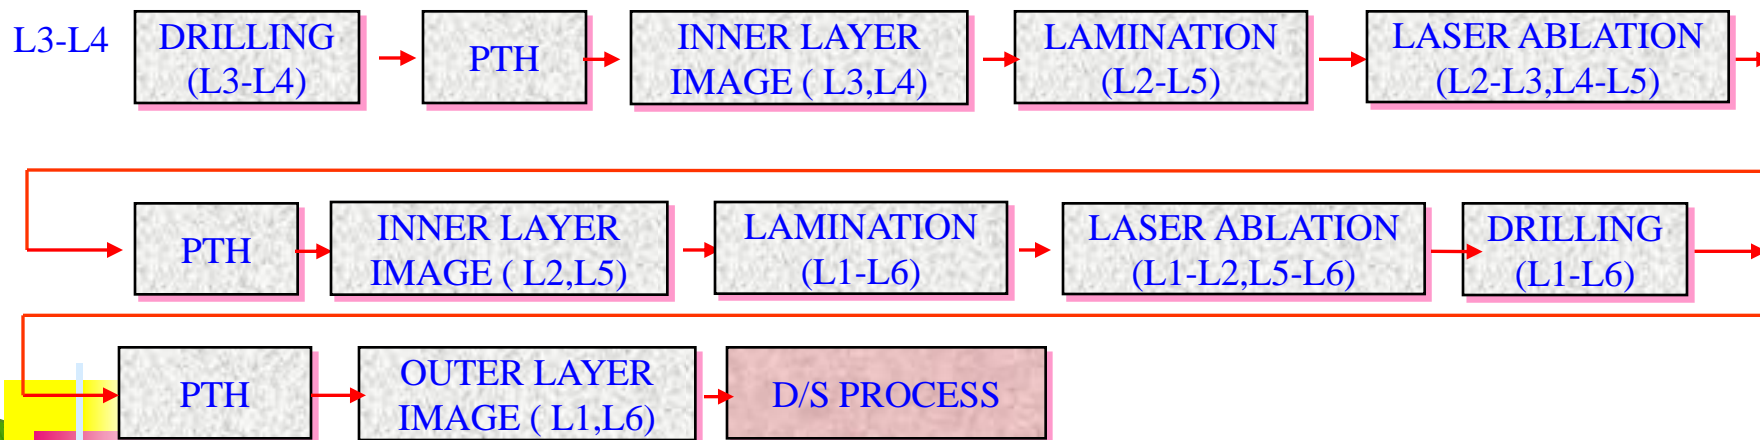 L3-L4
DRILLING
(L3-L4)
PTH
INNER LAYER
IMAGE ( L3,L4)
LAMINATION
(L2-L5)
LASER ABLATION
(L2-L3,L4-L5)
PTH
INNER LAYER
IMAGE ( L2,L5)
LAMINATION
(L1-L6)
LASER ABLATION
(L1-L2,L5-L6)
DRILLING
(L1-L6)
PTH
OUTER LAYER
IMAGE ( L1,L6)
D/S PROCESS